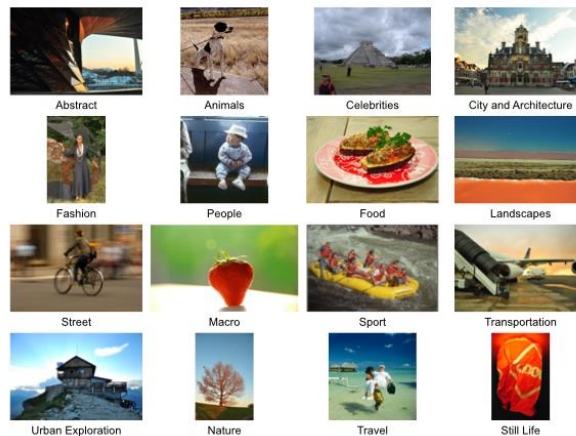 Abstract
Animals
Celebrities
City and Architecture
Fashion
People
Food
Landscapes
Street
Macro
Sport
Transportation
Urban Exploration
Nature
Travel
Still Life